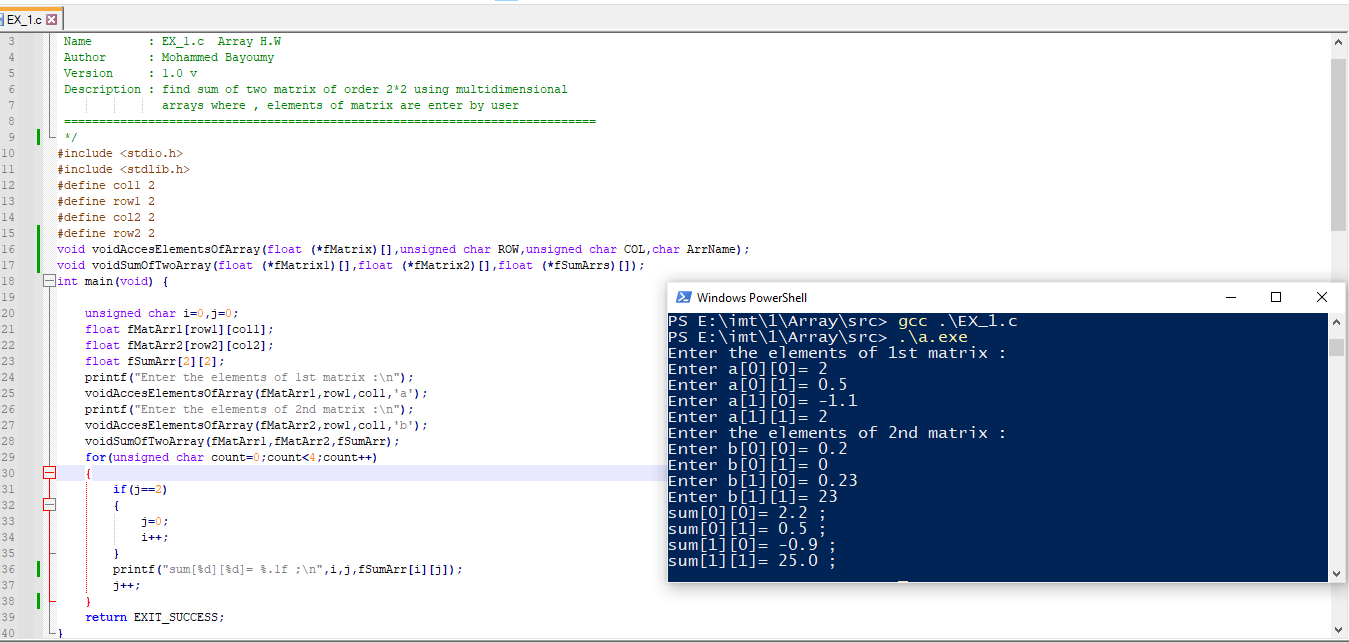 EX_1.c
3 Name : EX_1.c Array H.W
4 Author : Mohammed Bayoumy
5 Version : 1.0 v
6 Description : find sum of two matrix of order 2*2 using multidimensional
7 arrays where , elements of matrix are enter by user
8 ============================================================================
9 */
10 #include <stdio.h>
11 #include <stdlib.h>
12 #define col1 2
13 #define row1 2
14 #define col2 2
15 #define row2 2
16 void voidAccesElementsOfArray(float (*fMatrix)[],unsigned char ROW,unsigned char COL,char ArrName);
17 void voidSumOfTwoArray(float (*fMatrix1)[],float (*fMatrix2)[],float (*fSumArrs)[]);
18 int main(void) {
19
20 unsigned char i=0,j=0;
21 float fMatArr1[row1][col1];
22 float fMatArr2[row2][col2];
23 float fSumArr[2][2];
24 printf("Enter the elements of 1st matrix :\n");
25 voidAccesElementsOfArray(fMatArr1,row1,col1,'a');
26 printf("Enter the elements of 2nd matrix :\n");
27 voidAccesElementsOfArray(fMatArr2,row1,col1,'b');
28 voidSumOfTwoArray(fMatArr1,fMatArr2,fSumArr);
29 for(unsigned char count=0;count<4;count++)
30 {
31 if(j==2)
32 {
33 j=0;
34 i++;
35 }
36 printf("sum[%d][%d]= %.1f ;\n",i,j,fSumArr[i][j]);
37 j++;
38 }
39 return EXIT_SUCCESS;
40 }
Windows PowerShell
PS E:\imt\1\Array\src> gcc .\EX_1.c
PS E:\imt\1\Array\src> .\a.exe
Enter the elements of 1st matrix :
Enter a[0][0]= 2
Enter a[0][1]= 0.5
Enter a[1][0]= -1.1
Enter a[1][1]= 2
Enter the elements of 2nd matrix :
Enter b[0][0]= 0.2
Enter b[0][1]= 0
Enter b[1][0]= 0.23
Enter b[1][1]= 23
sum[0][0]= 2.2 ;
sum[0][1]= 0.5 ;
sum[1][0]= -0.9 ;
sum[1][1]= 25.0 ;